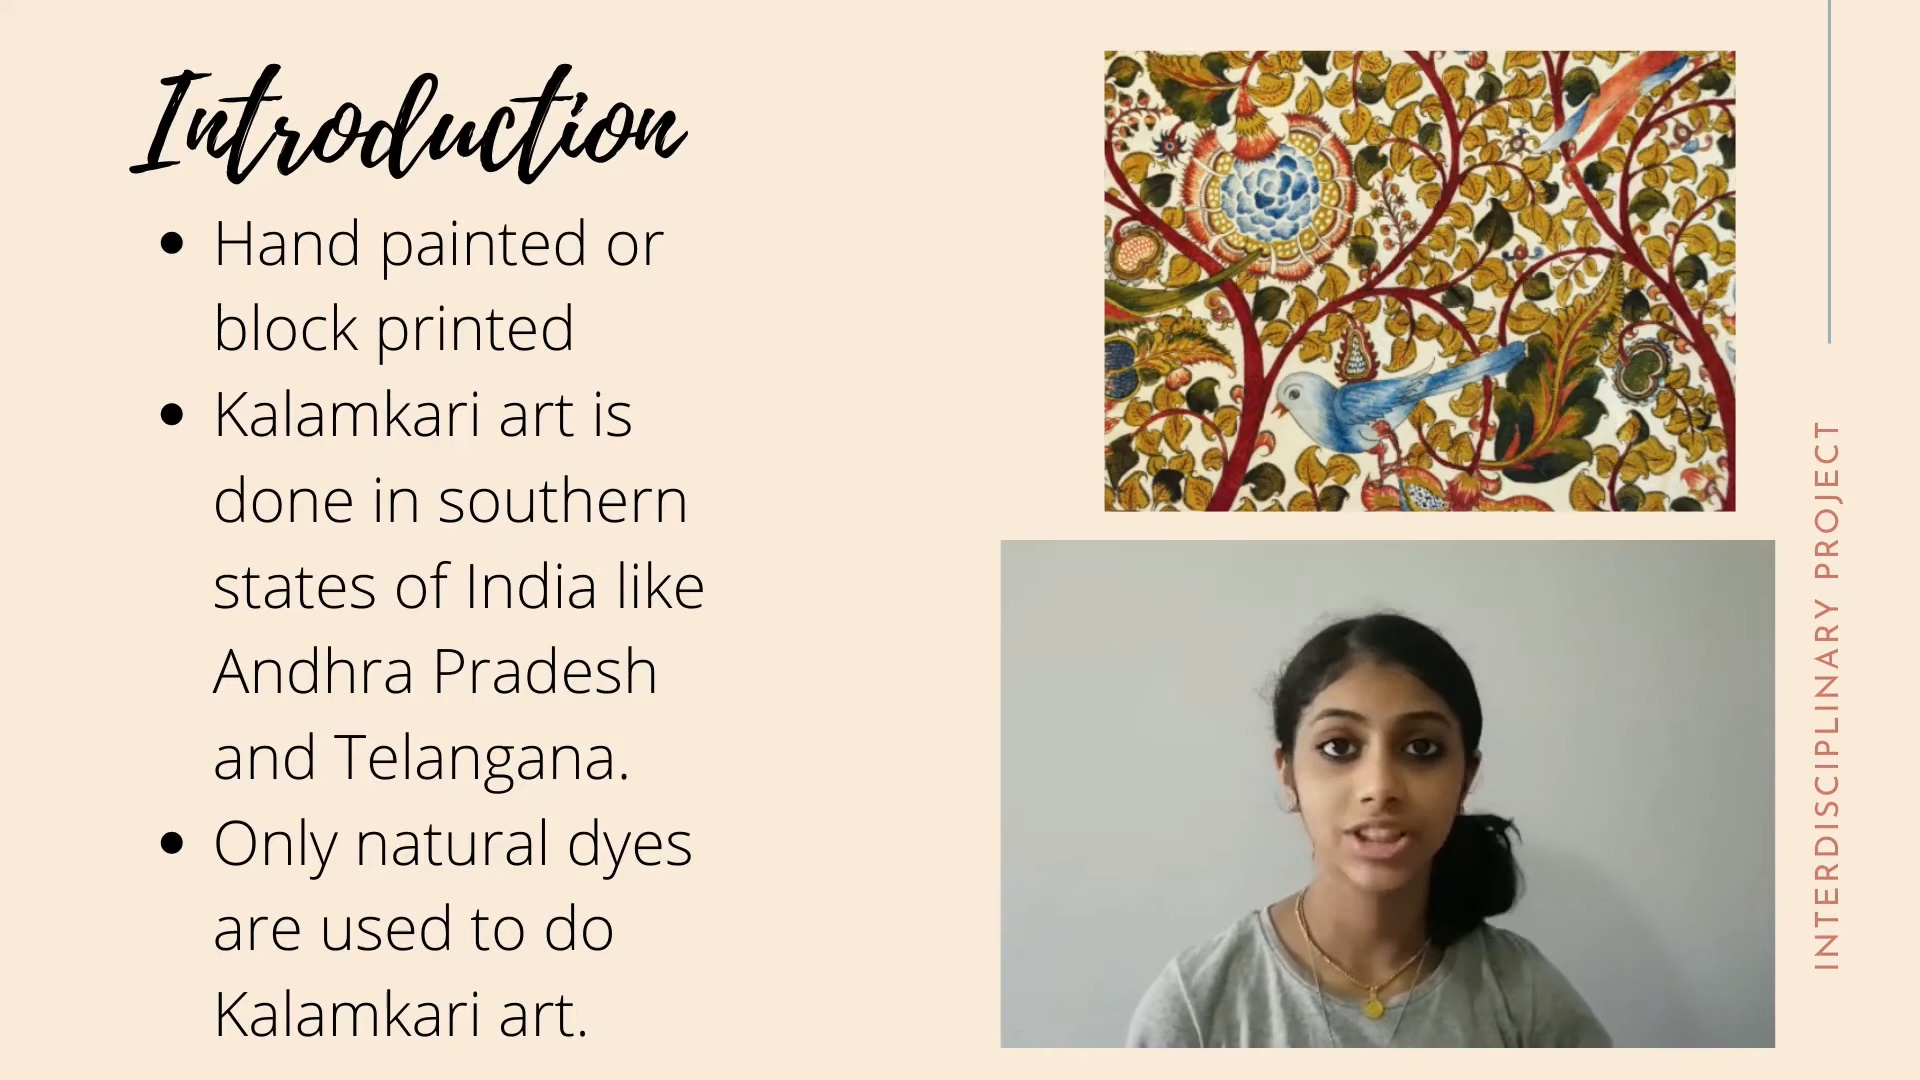 Introduction
• Hand painted or
block printed
• Kalamkari art is
done in southern
states of India like
Andhra Pradesh
and Telangana.
• Only natural dyes
are used to do
Kalamkari art.
INTERDISCIPLINARY PROJECT